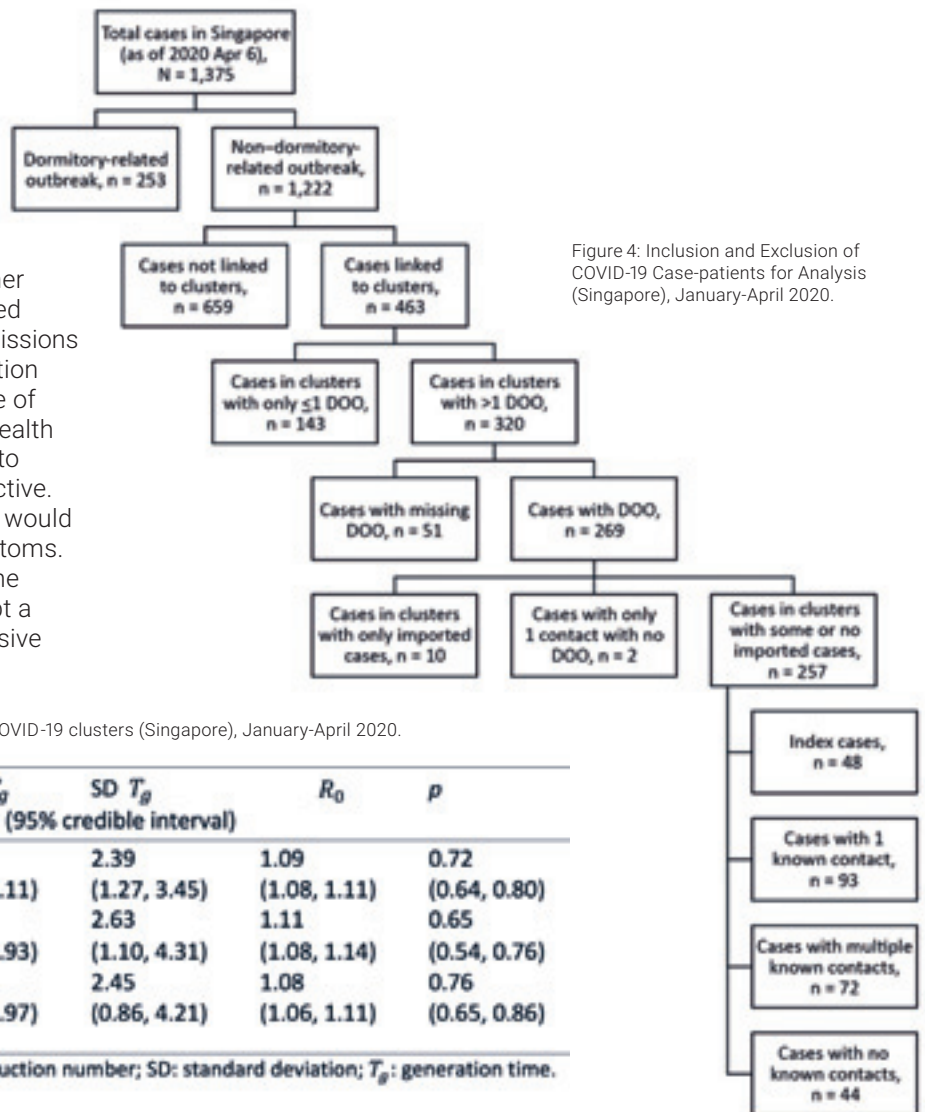 Total cases in Singapore
(as of 2020 Apr 6),
N = 1,375
Dormitory-related
outbreak, n = 253
Non–dormitory-
related outbreak,
n = 1,222
Cases not linked
to clusters,
n = 659
Cases linked
to clusters,
n = 463
Figure 4: Inclusion and Exclusion of
COVID-19 Case-patients for Analysis
(Singapore), January-April 2020.
Cases in clusters
with only ≤1 DOO,
n = 143
Cases in clusters
with >1 DOO,
n = 320
Cases with missing
DOO, n = 51
Cases with DOO,
n = 269
Cases in clusters
with only imported
cases, n = 10
Cases with only
1 contact with no
DOO, n = 2
Cases in clusters
with some or no
imported cases,
n = 257
Index cases,
n = 48
Cases with 1
known contact,
n = 93
Cases with multiple
known contacts,
n = 72
Cases with no
known contacts,
n = 44
e of
ealth
to
ctive.
would
toms.
ne
ot a
sive
OVID-19 clusters (Singapore), January-April 2020.
SD Tg R0 p
(95% credible interval)
2.39 1.09 0.72
.11) (1.27, 3.45) (1.08, 1.11) (0.64, 0.80)
2.63 1.11 0.65
.93) (1.10, 4.31) (1.08, 1.14) (0.54, 0.76)
2.45 1.08 0.76
.97) (0.86, 4.21) (1.06, 1.11) (0.65, 0.86)
uction number; SD: standard deviation; Tg: generation time.